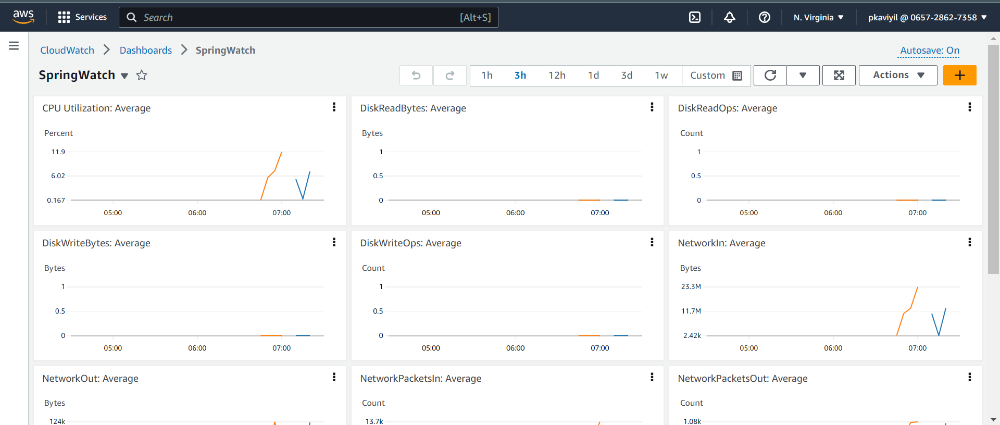 aws Services Search [Alt+S] N. Virginia pkaviyil @ 0657-2862-7358
CloudWatch Dashboards SpringWatch Autosave: On
SpringWatch 1h 3h 12h 1d 3d 1w Custom Actions
CPU Utilization: Average
Percent
11.9
6.02
0.167
05:00 06:00 07:00
DiskReadBytes: Average
Bytes
1
0.5
0
05:00 06:00 07:00
DiskReadOps: Average
Count
1
0.5
0
05:00 06:00 07:00
DiskWriteBytes: Average
Bytes
1
0.5
0
05:00 06:00 07:00
DiskWriteOps: Average
Count
1
0.5
0
05:00 06:00 07:00
NetworkIn: Average
Bytes
23.3M
11.7M
2.42k
05:00 06:00 07:00
NetworkOut: Average
Bytes
124k
NetworkPacketsIn: Average
Count
13.7k
NetworkPacketsOut: Average
Count
1.08k